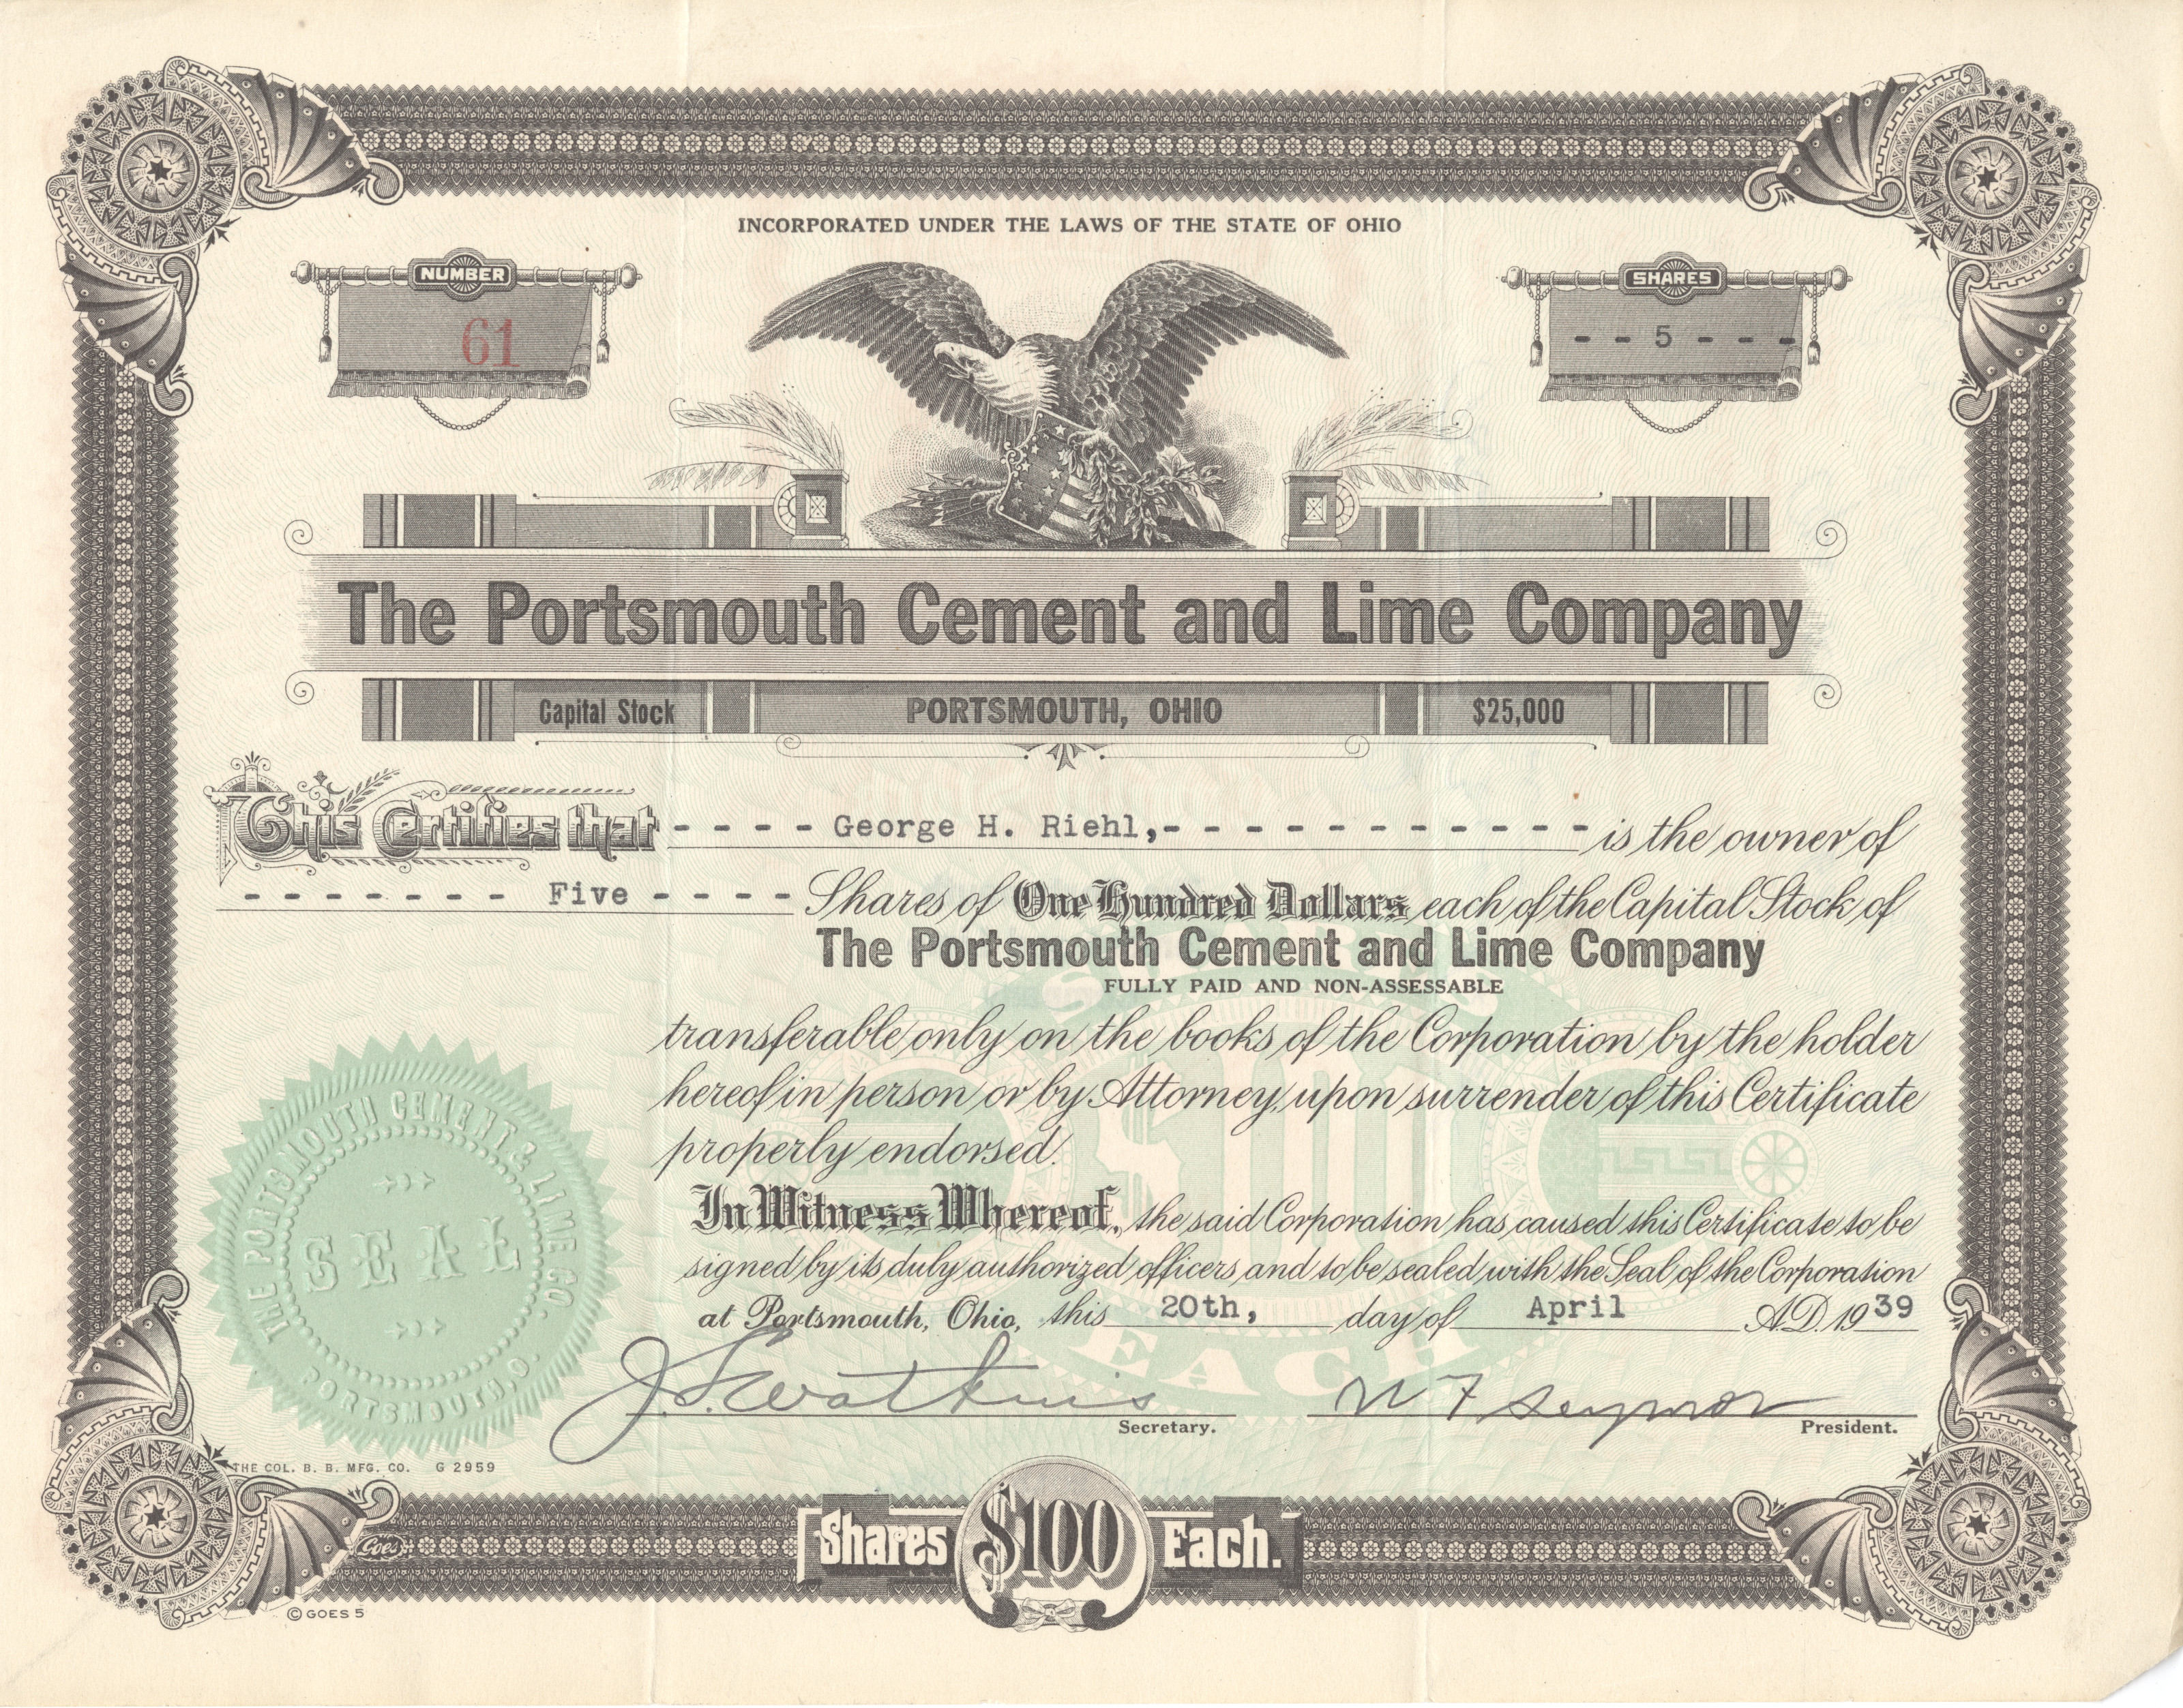 INCORPORATED UNDER THE LAWS OF THE STATE OF OHIO
NUMBER
61
SHARES
- - 5 - - -
The Portsmouth Cement and Lime Company
Capital Stock PORTSMOUTH, OHIO $25,000
This Certifies that - - - - George H. Riehl,- - - - - - - - - - - - is the owner of
- - - - - - - Five - - - - Shares of One Hundred Dollars each of the Capital Stock of
The Portsmouth Cement and Lime Company
FULLY PAID AND NON-ASSESSABLE
transferable only on the books of the Corporation by the holder
hereof in person or by Attorney, upon surrender of this Certificate
properly endorsed.
In Witness Whereof, the said Corporation has caused this Certificate to be
signed by its duly authorized officers and to be sealed with the Seal of the Corporation
at Portsmouth, Ohio, this 20th, day of April A.D. 1939
J. S. Watkins
Secretary.
W F Seymor
President.
THE PORTSMOUTH CEMENT & LIME CO.
SEAL
PORTSMOUTH, O.
SHARES
$100
EACH
THE COL. B. B. MFG. CO. G 2959
Goes
Shares $100 Each.
© GOES 5